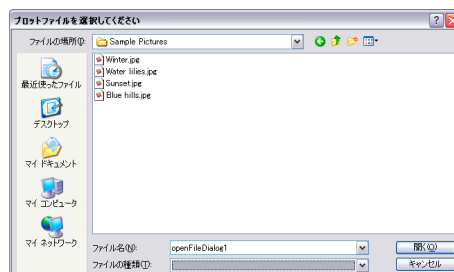 プロットファイルを選択してください
ファイルの場所(I):
Sample Pictures
Winter.jpg
Water lilies.jpg
Sunset.jpg
Blue hills.jpg
最近使ったファイル
デスクトップ
マイ ドキュメント
マイ コンピュータ
マイ ネットワーク
ファイル名(N):
openFileDialog1
開く(O)
ファイルの種類(T):
キャンセル